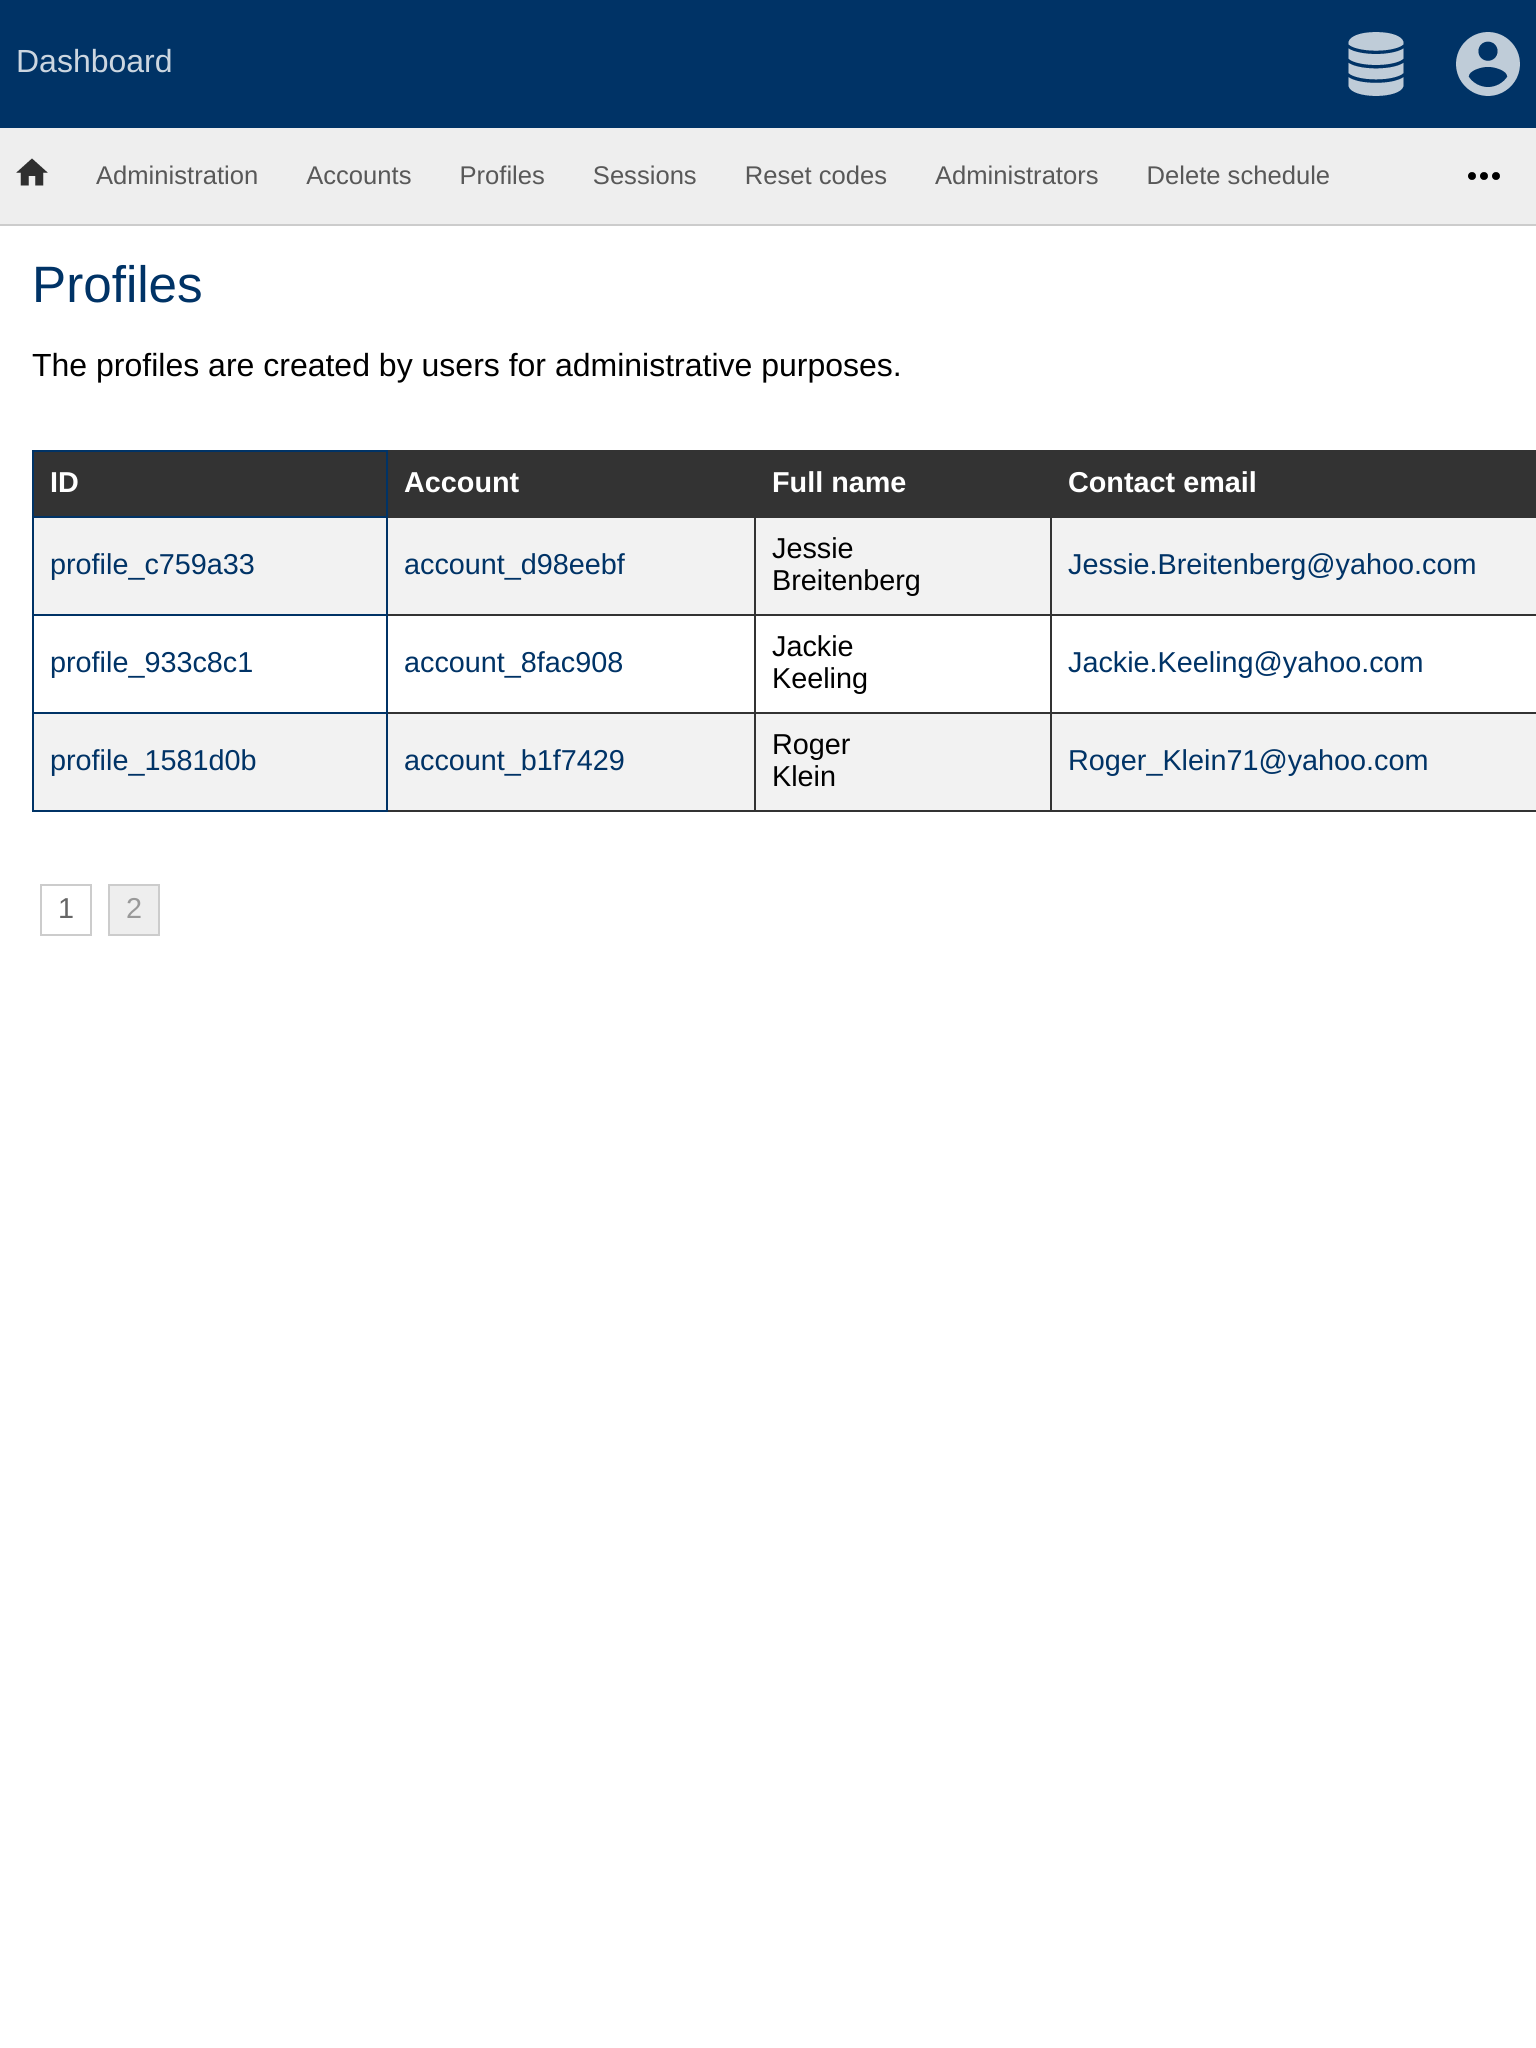 Dashboard
Administration Accounts Profiles Sessions Reset codes Administrators Delete schedule
Profiles
The profiles are created by users for administrative purposes.
ID Account Full name Contact email
profile_c759a33 account_d98eebf Jessie Breitenberg Jessie.Breitenberg@yahoo.com
profile_933c8c1 account_8fac908 Jackie Keeling Jackie.Keeling@yahoo.com
profile_1581d0b account_b1f7429 Roger Klein Roger_Klein71@yahoo.com
1 2